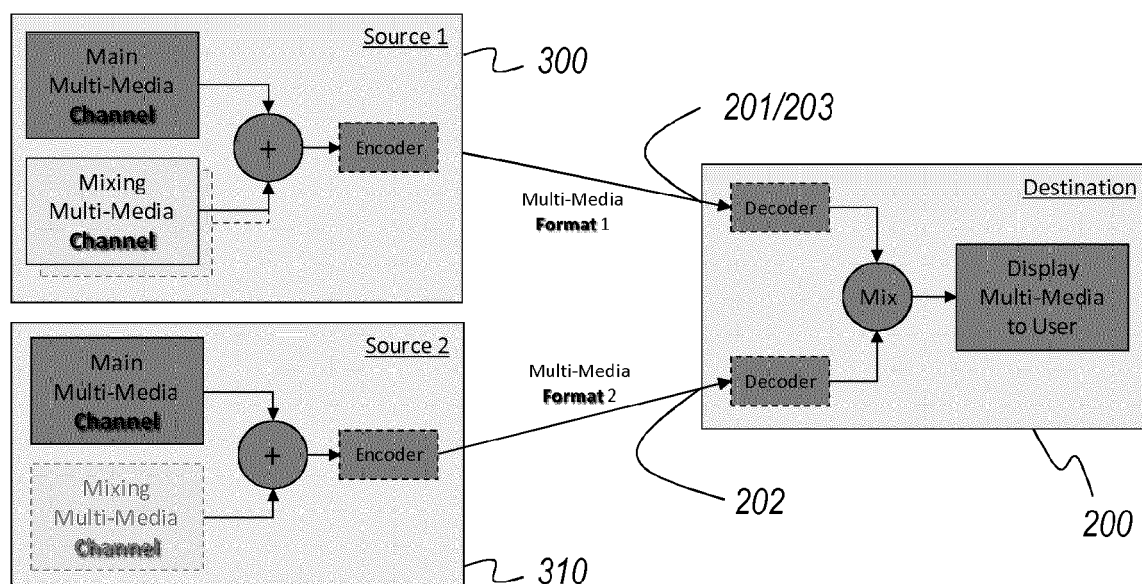 Source 1
Main
Multi-Media
Channel
Mixing
Multi-Media
Channel
+
Encoder
300
Multi-Media
Format 1
201/203
Source 2
Main
Multi-Media
Channel
Mixing
Multi-Media
Channel
+
Encoder
310
Multi-Media
Format 2
202
Destination
Decoder
Decoder
Mix
Display
Multi-Media
to User
200